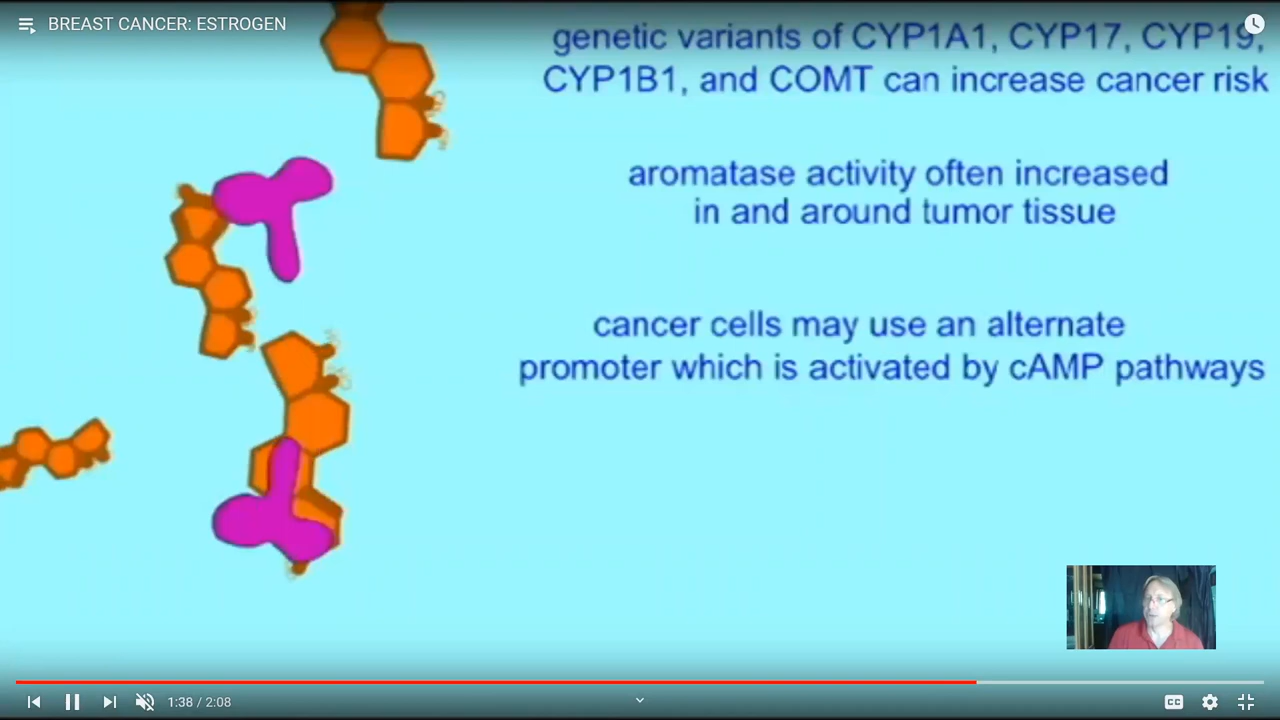 BREAST CANCER: ESTROGEN
genetic variants of CYP1A1, CYP17, CYP19,
CYP1B1, and COMT can increase cancer risk
aromatase activity often increased
in and around tumor tissue
cancer cells may use an alternate
promoter which is activated by cAMP pathways
1:38 / 2:08
CC